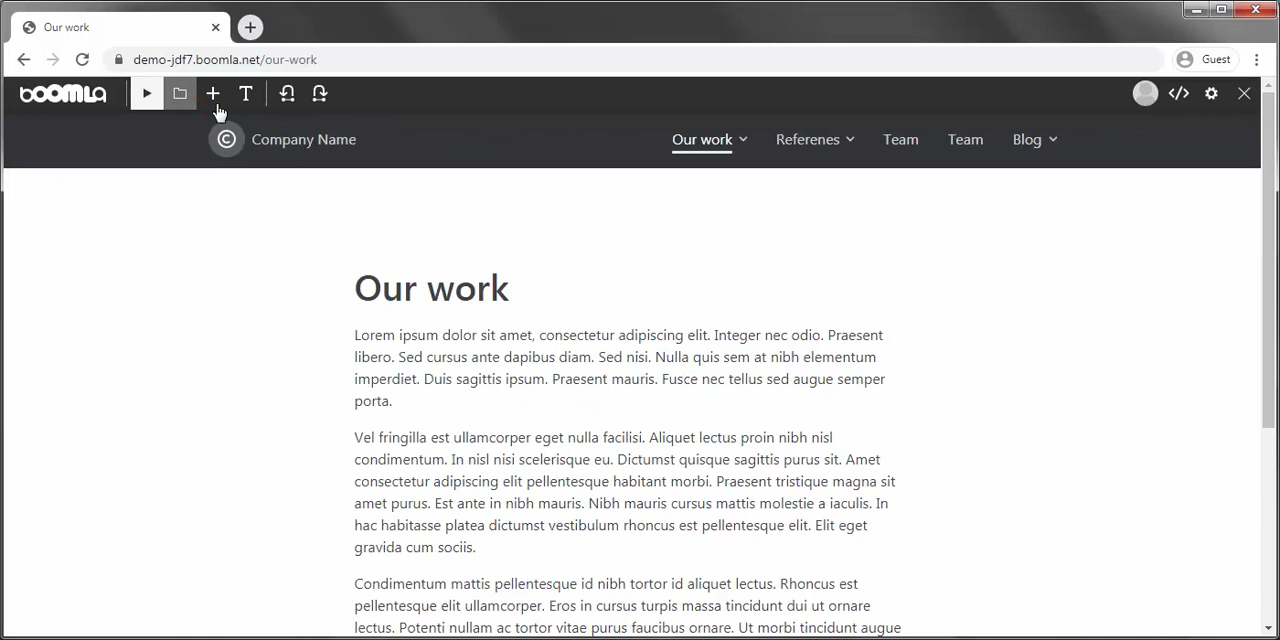 Our work
demo-jdf7.boomla.net/our-work
Guest
boomla
T
Company Name
Our work
Referenes
Team
Team
Blog
Our work
Lorem ipsum dolor sit amet, consectetur adipiscing elit. Integer nec odio. Praesent
libero. Sed cursus ante dapibus diam. Sed nisi. Nulla quis sem at nibh elementum
imperdiet. Duis sagittis ipsum. Praesent mauris. Fusce nec tellus sed augue semper
porta.
Vel fringilla est ullamcorper eget nulla facilisi. Aliquet lectus proin nibh nisl
condimentum. In nisl nisi scelerisque eu. Dictumst quisque sagittis purus sit. Amet
consectetur adipiscing elit pellentesque habitant morbi. Praesent tristique magna sit
amet purus. Est ante in nibh mauris. Nibh mauris cursus mattis molestie a iaculis. In
hac habitasse platea dictumst vestibulum rhoncus est pellentesque elit. Elit eget
gravida cum sociis.
Condimentum mattis pellentesque id nibh tortor id aliquet lectus. Rhoncus est
pellentesque elit ullamcorper. Eros in cursus turpis massa tincidunt dui ut ornare
lectus. Potenti nullam ac tortor vitae purus faucibus ornare. Ut morbi tincidunt augue